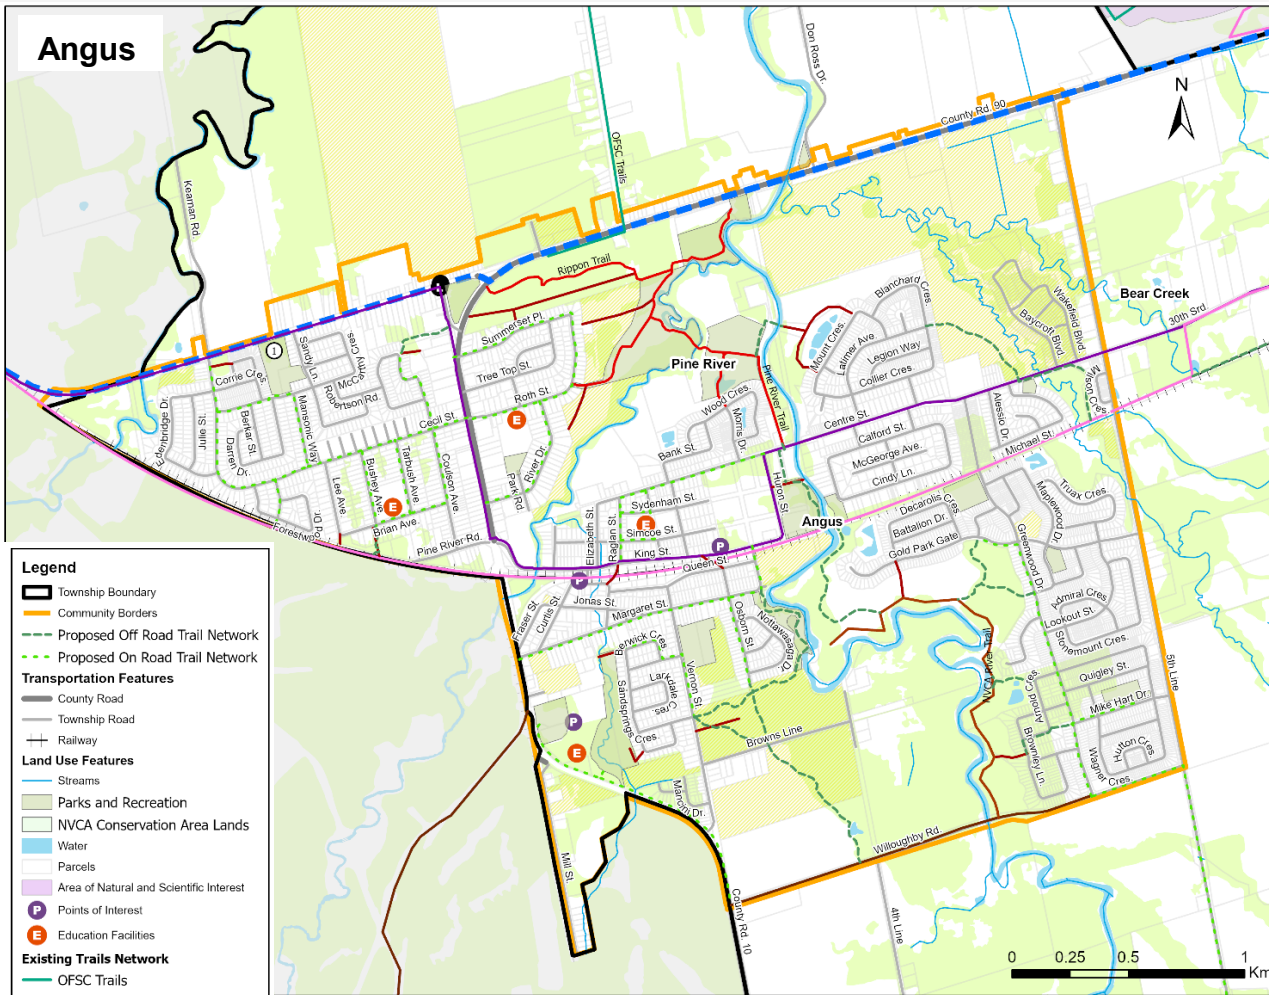 Angus
N
Don Ross Dr.
County Rd. 90
OFSC Trails
Keaman Rd.
Rippon Trail
Bear Creek
30th Srd.
Wakefield Blvd.
Baycroft Blvd.
Blanchard Cres.
Mount Cres.
Latimer Ave.
Legion Way
Collier Cres.
Summerset Pl.
Tree Top St.
Roth St.
Pine River
Pine River Trail
1
Sandy Ln.
Corrie Cres.
Robertson Rd.
Cecil St.
E
Wood Cres.
Morris Dr.
Bank St.
Centre St.
Calford St.
McGeorge Ave.
Cindy Ln.
Alessio Dr.
Michael St.
Edenbridge Dr.
Julie St.
Berkar St.
Darren Dr.
Mansonic Way
Lee Ave.
Bushey Ave.
Tarbush Ave.
Coulson Ave.
River Dr.
Park Rd.
E
Brian Ave.
Pine River Rd.
Sydenham St.
E
Simcoe St.
King St.
P
Elizabeth St.
Raglan St.
Huron St.
Angus
Decarolis Cres.
Battalion Dr.
Gold Park Gate
Maplewood Dr.
Truax Cres.
Greenwood Dr.
Queen St.
P
Jonas St.
Margaret St.
Fraser St.
Curtis St.
Osborn St.
Nottawasaga Dr.
Berwick Cres.
Admiral Cres.
Lookout St.
Stonemount Cres.
Quigley St.
Mike Hart Dr.
5th Line
Vernon St.
Sandsprings Cres.
NVCA River Trail
Arnold Cres.
Brownley Ln.
Hutton Cres.
Wagner Cres.
P
E
Browns Line
Mancini Dr.
Willoughby Rd.
Mill St.
County Rd. 10
4th Line
Legend
Township Boundary
Community Borders
Proposed Off Road Trail Network
Proposed On Road Trail Network
Transportation Features
County Road
Township Road
Railway
Land Use Features
Streams
Parks and Recreation
NVCA Conservation Area Lands
Water
Parcels
Area of Natural and Scientific Interest
P Points of Interest
E Education Facilities
Existing Trails Network
OFSC Trails
0 0.25 0.5 1
Km